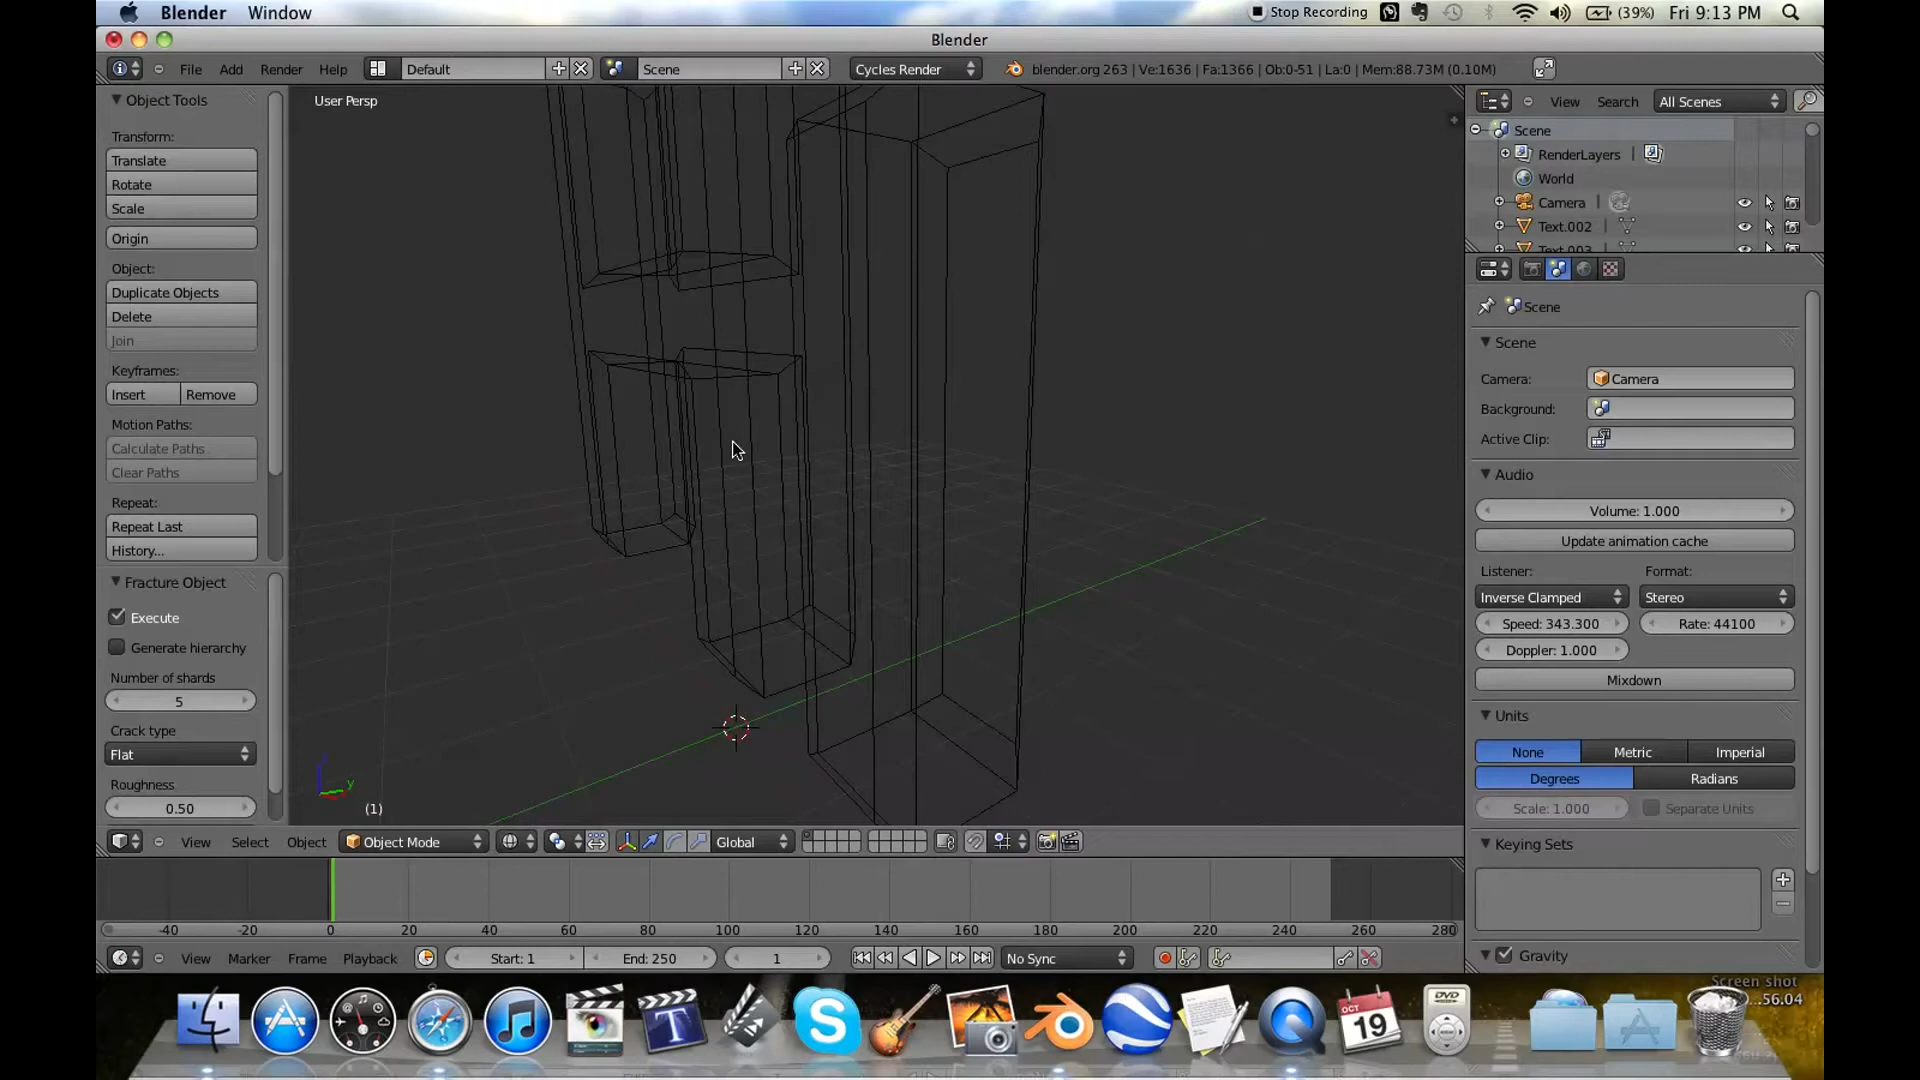 Blender Window Stop Recording (39%) Fri 9:13 PM
Blender
File Add Render Help Default Scene Cycles Render blender.org 263 | Ve:1636 | Fa:1366 | Ob:0-51 | La:0 | Mem:88.73M (0.10M)
Object Tools
Transform:
Translate
Rotate
Scale
Origin
Object:
Duplicate Objects
Delete
Join
Keyframes:
Insert Remove
Motion Paths:
Calculate Paths
Clear Paths
Repeat:
Repeat Last
History...
Fracture Object
Execute
Generate hierarchy
Number of shards
5
Crack type
Flat
Roughness
0.50
User Persp
y
(1)
View Select Object Object Mode Global
View Search All Scenes
Scene
RenderLayers
World
Camera
Text.002
Text.003
Scene
Scene
Camera: Camera
Background:
Active Clip:
Audio
Volume: 1.000
Update animation cache
Listener: Format:
Inverse Clamped Stereo
Speed: 343.300 Rate: 44100
Doppler: 1.000
Mixdown
Units
None Metric Imperial
Degrees Radians
Scale: 1.000 Separate Units
Keying Sets
Gravity
-40 -20 0 20 40 60 80 100 120 140 160 180 200 220 240 260 280
View Marker Frame Playback Start: 1 End: 250 1 No Sync
Screen shot
...56.04
OCT
19
DVD